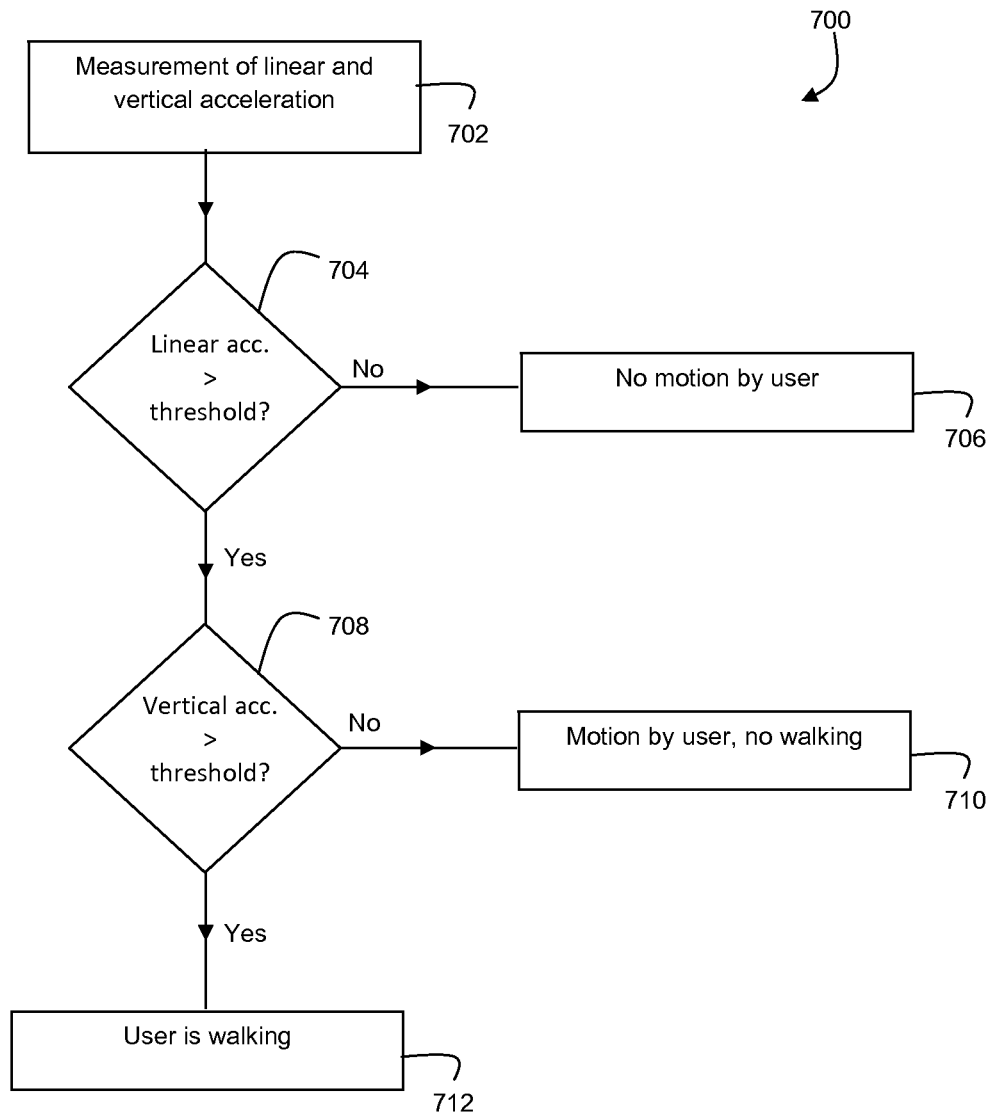 700
Measurement of linear and
vertical acceleration
702
704
Linear acc.
>
threshold?
No
No motion by user
706
Yes
708
Vertical acc.
>
threshold?
No
Motion by user, no walking
710
Yes
User is walking
712